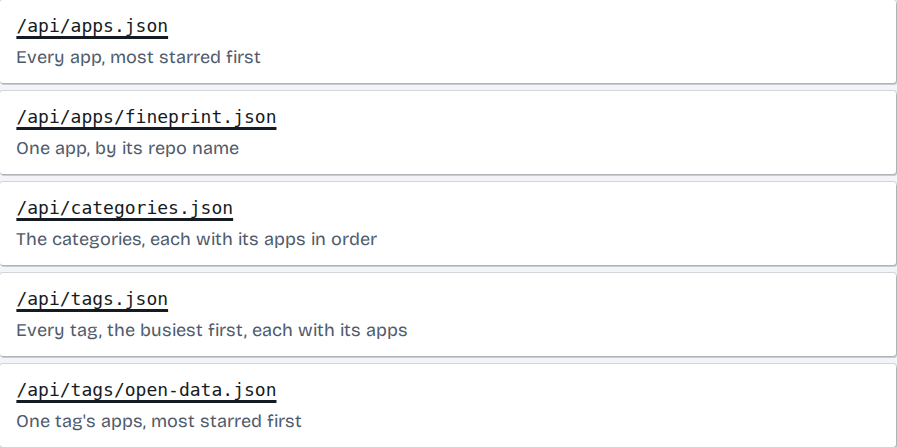 /api/apps.json
Every app, most starred first
/api/apps/fineprint.json
One app, by its repo name
/api/categories.json
The categories, each with its apps in order
/api/tags.json
Every tag, the busiest first, each with its apps
/api/tags/open-data.json
One tag's apps, most starred first